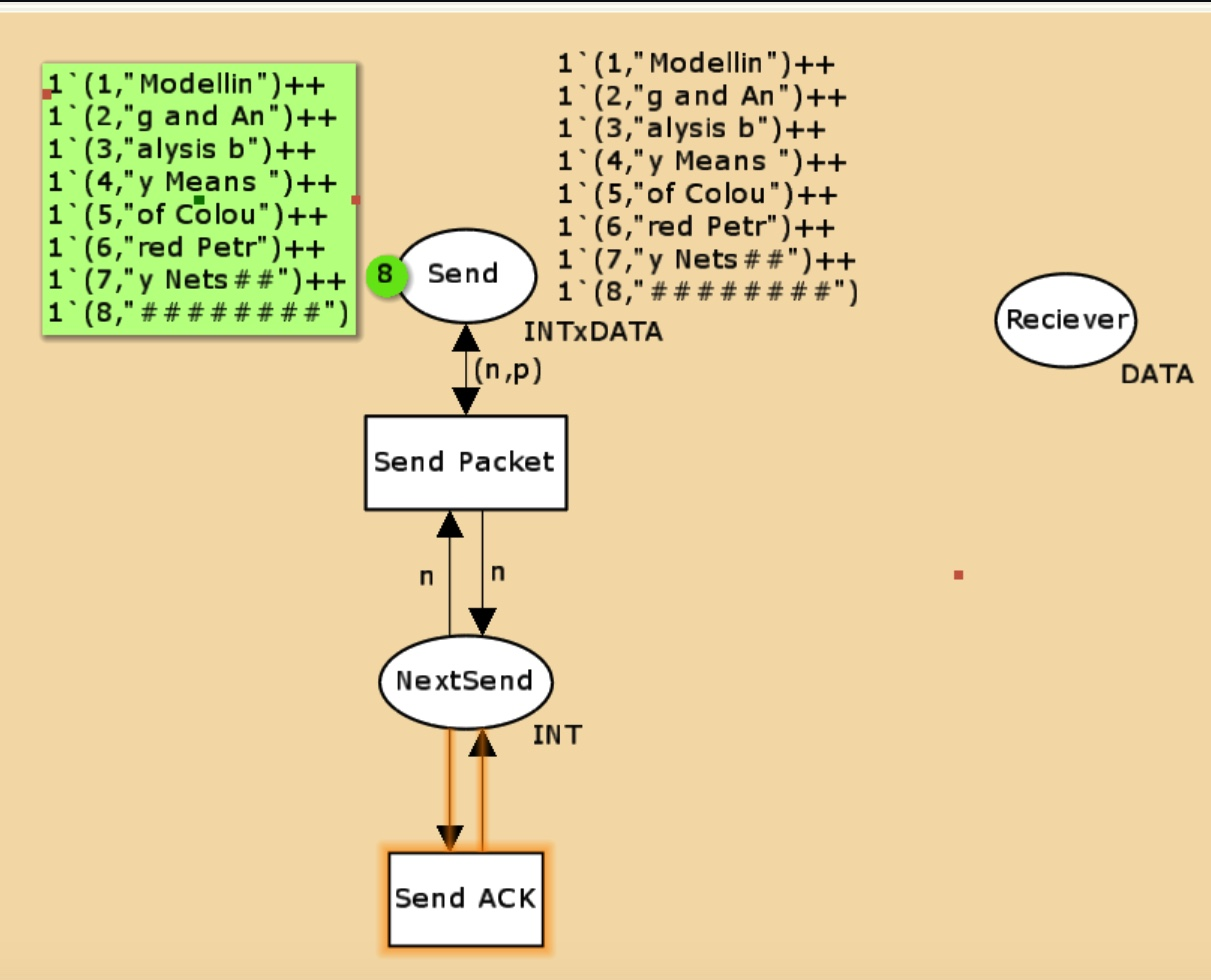 1`(1,"Modellin")++
1`(2,"g and An")++
1`(3,"alysis b")++
1`(4,"y Means ")++
1`(5,"of Colou")++
1`(6,"red Petr")++
1`(7,"y Nets##")++
1`(8,"########")
1`(1,"Modellin")++
1`(2,"g and An")++
1`(3,"alysis b")++
1`(4,"y Means ")++
1`(5,"of Colou")++
1`(6,"red Petr")++
1`(7,"y Nets##")++
1`(8,"########")
8
Send
INTxDATA
Reciever
DATA
(n,p)
Send Packet
n
n
NextSend
INT
Send ACK